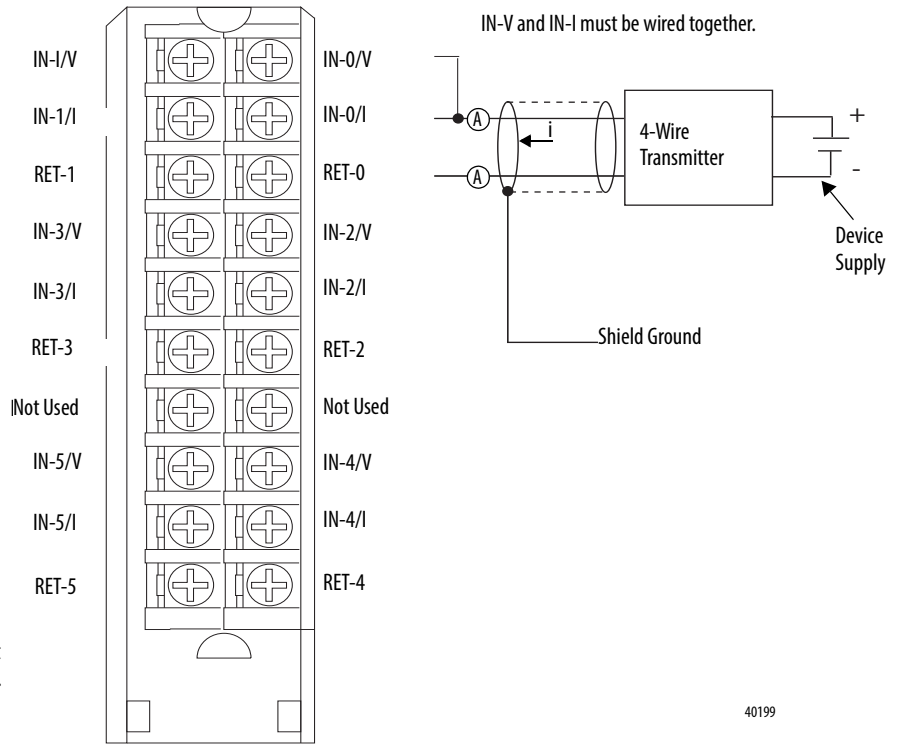 IN-V and IN-I must be wired together.
IN-I/V
IN-0/V
IN-1/I
IN-0/I
RET-1
RET-0
IN-3/V
IN-2/V
IN-3/I
IN-2/I
RET-3
RET-2
Not Used
Not Used
IN-5/V
IN-4/V
IN-5/I
IN-4/I
RET-5
RET-4
A
i
A
4-Wire
Transmitter
+
-
Device
Supply
Shield Ground
40199